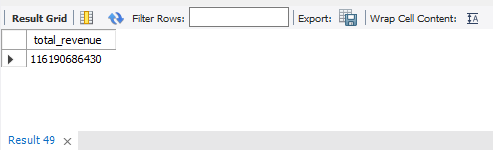 Result Grid Filter Rows: Export: Wrap Cell Content:
total_revenue
116190686430
Result 49 ×